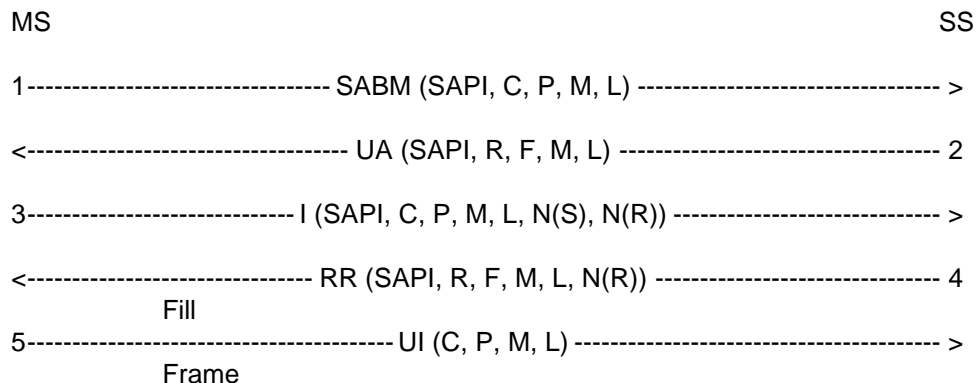 MS SS
1---------------------------------- SABM (SAPI, C, P, M, L) ---------------------------------- >
<------------------------------------ UA (SAPI, R, F, M, L) ------------------------------------ 2
3------------------------------ I (SAPI, C, P, M, L, N(S), N(R)) ------------------------------ >
<-------------------------------- RR (SAPI, R, F, M, L, N(R)) -------------------------------- 4
Fill
5----------------------------------------- UI (C, P, M, L) ----------------------------------------- >
Frame